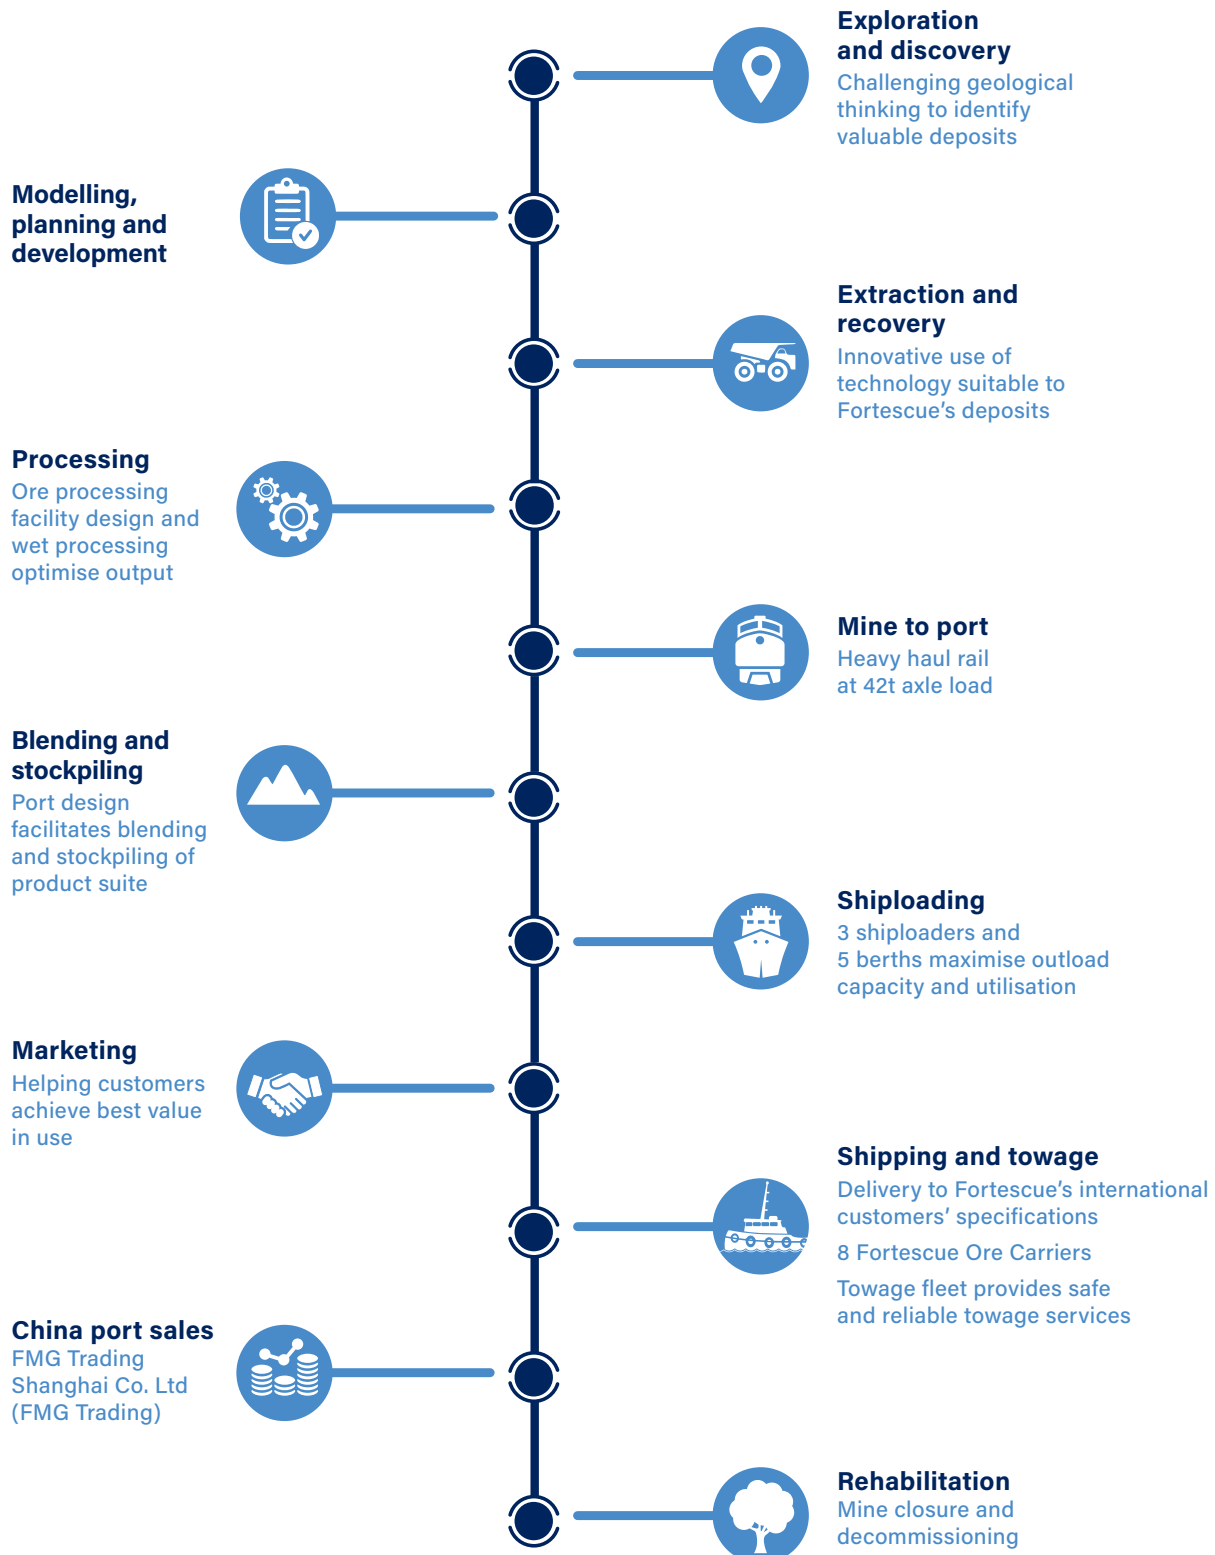 Exploration
and discovery
Challenging geological
thinking to identify
valuable deposits
Modelling,
planning and
development
Extraction and
recovery
Innovative use of
technology suitable to
Fortescue’s deposits
Processing
Ore processing
facility design and
wet processing
optimise output
Mine to port
Heavy haul rail
at 42t axle load
Blending and
stockpiling
Port design
facilitates blending
and stockpiling of
product suite
Shiploading
3 shiploaders and
5 berths maximise outload
capacity and utilisation
Marketing
Helping customers
achieve best value
in use
Shipping and towage
Delivery to Fortescue’s international
customers’ specifications
8 Fortescue Ore Carriers
Towage fleet provides safe
and reliable towage services
China port sales
FMG Trading
Shanghai Co. Ltd
(FMG Trading)
Rehabilitation
Mine closure and
decommissioning